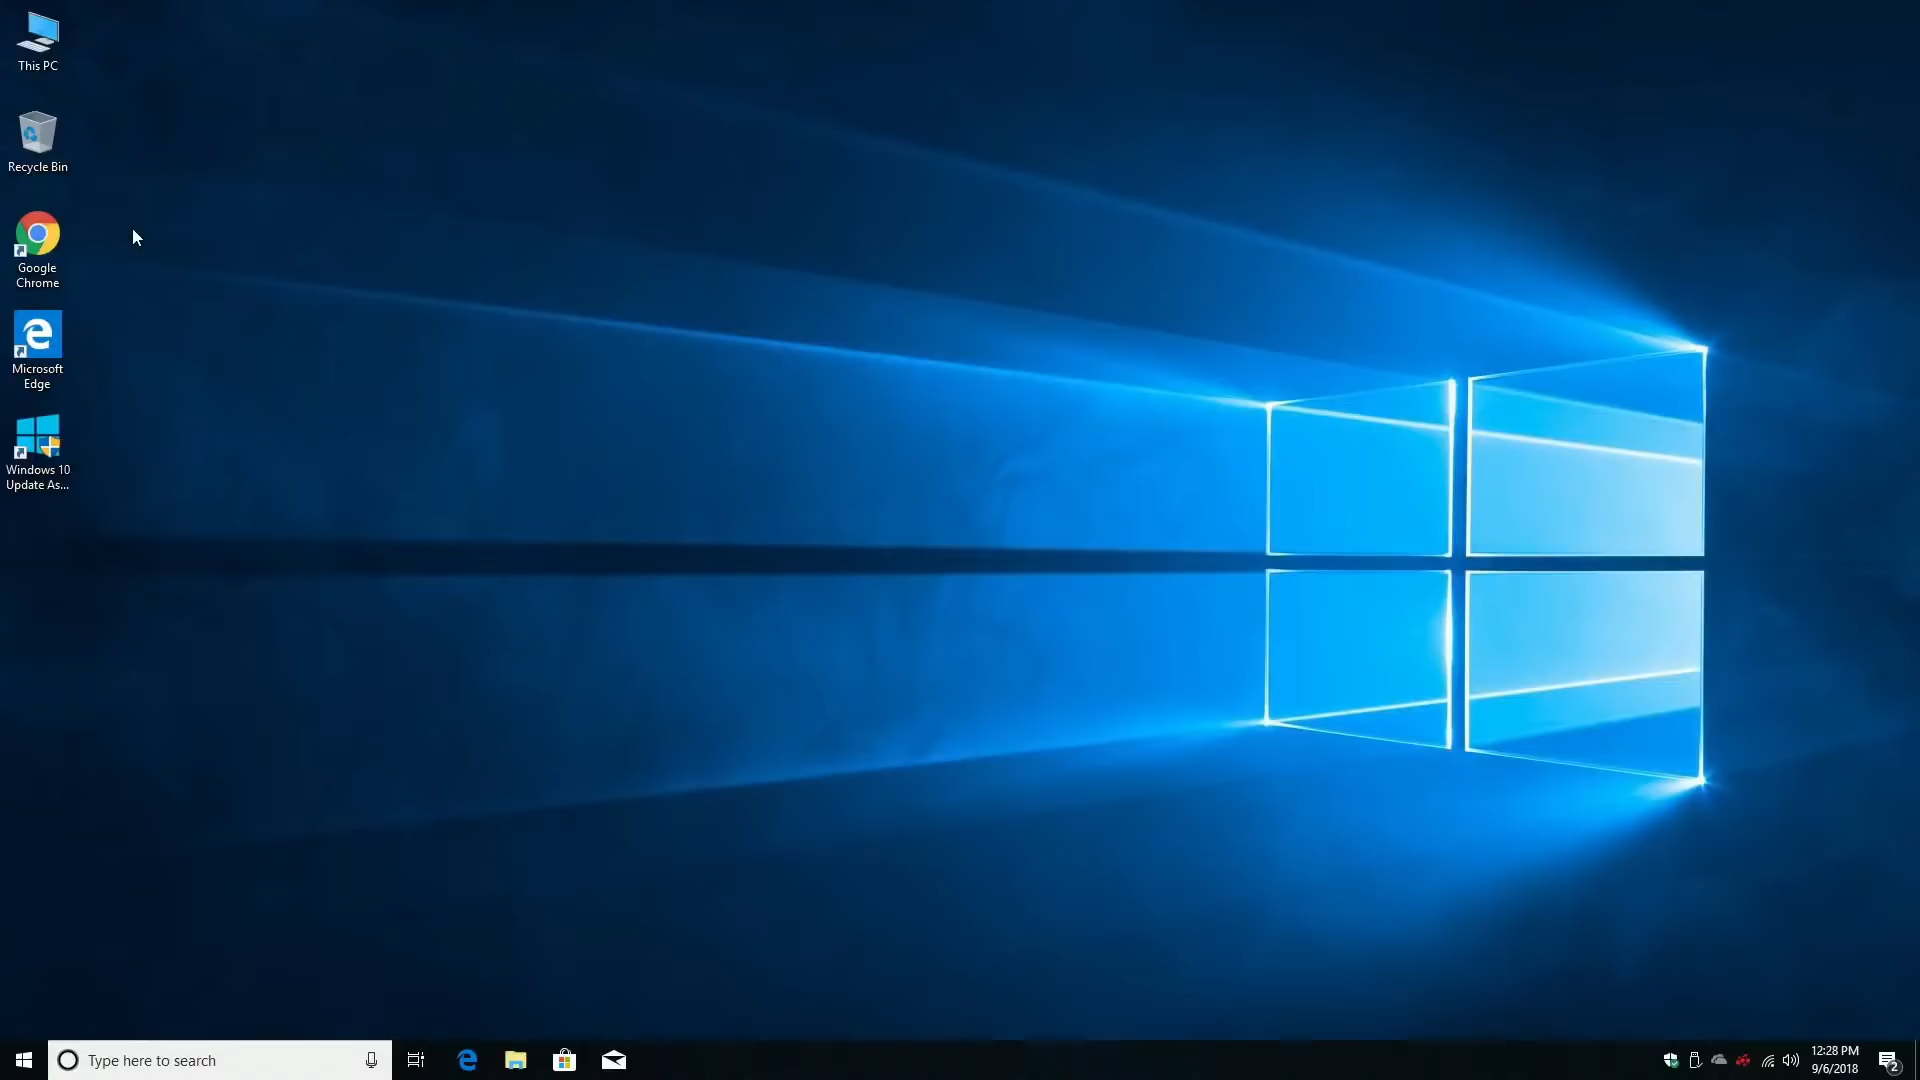 This PC
Recycle Bin
Google
Chrome
Microsoft
Edge
Windows 10
Update As...
Type here to search
12:28 PM
9/6/2018
2